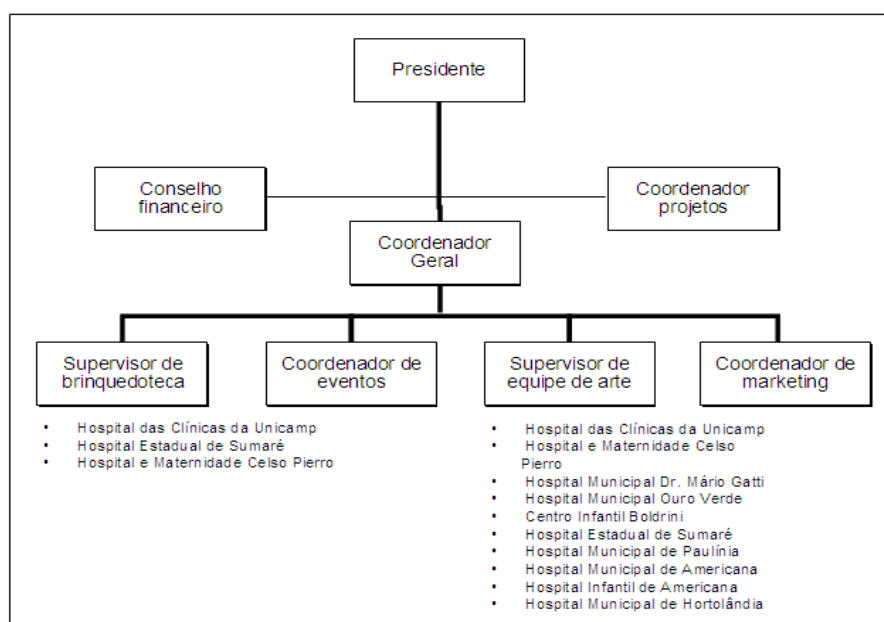 Presidente
Conselho
financeiro
Coordenador
projetos
Coordenador
Geral
Supervisor de
brinquedoteca
Coordenador de
eventos
Supervisor de
equipe de arte
Coordenador de
marketing
• Hospital das Clínicas da Unicamp
• Hospital Estadual de Sumaré
• Hospital e Maternidade Celso Pierro
• Hospital das Clínicas da Unicamp
• Hospital e Maternidade Celso
Pierro
• Hospital Municipal Dr. Mário Gatti
• Hospital Municipal Ouro Verde
• Centro Infantil Boldrini
• Hospital Estadual de Sumaré
• Hospital Municipal de Paulínia
• Hospital Municipal de Americana
• Hospital Infantil de Americana
• Hospital Municipal de Hortolândia